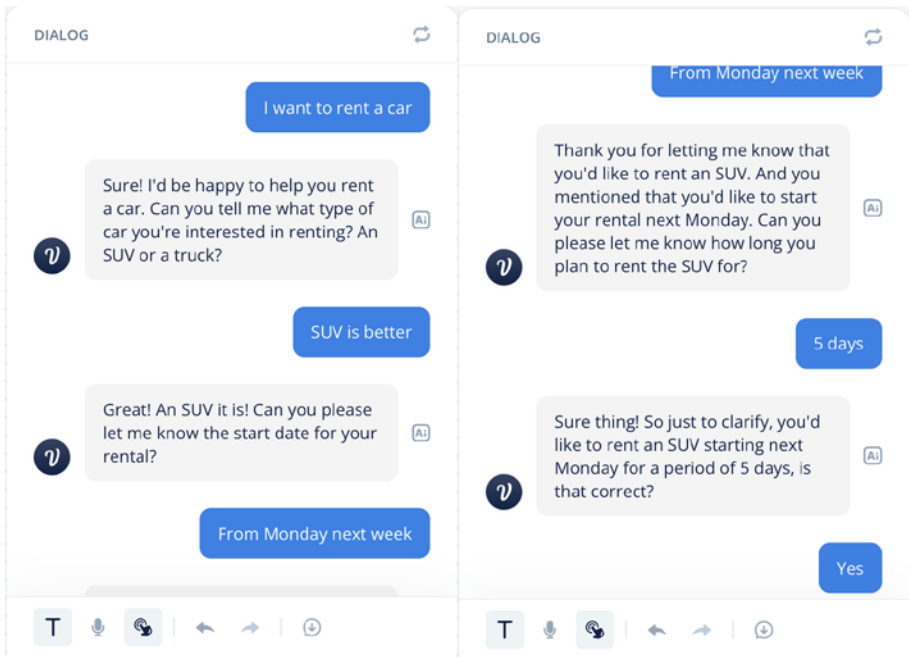 DIALOG
I want to rent a car
Sure! I'd be happy to help you rent
a car. Can you tell me what type of
car you're interested in renting? An
SUV or a truck?
Ai
SUV is better
Great! An SUV it is! Can you please
let me know the start date for your
rental?
Ai
From Monday next week
T
DIALOG
From Monday next week
Thank you for letting me know that
you'd like to rent an SUV. And you
mentioned that you'd like to start
your rental next Monday. Can you
please let me know how long you
plan to rent the SUV for?
Ai
5 days
Sure thing! So just to clarify, you'd
like to rent an SUV starting next
Monday for a period of 5 days, is
that correct?
Ai
Yes
T